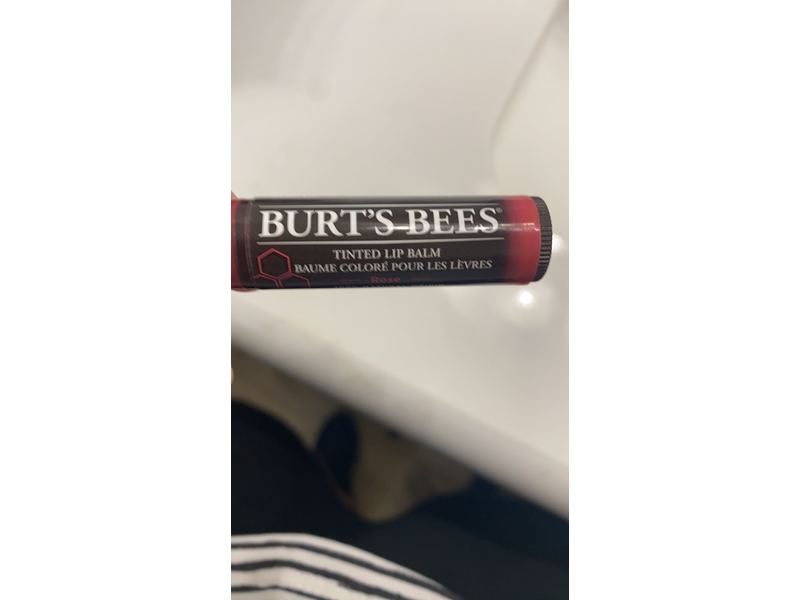 BURT'S BEES®
TINTED LIP BALM
BAUME COLORÉ POUR LES LÈVRES
Rose